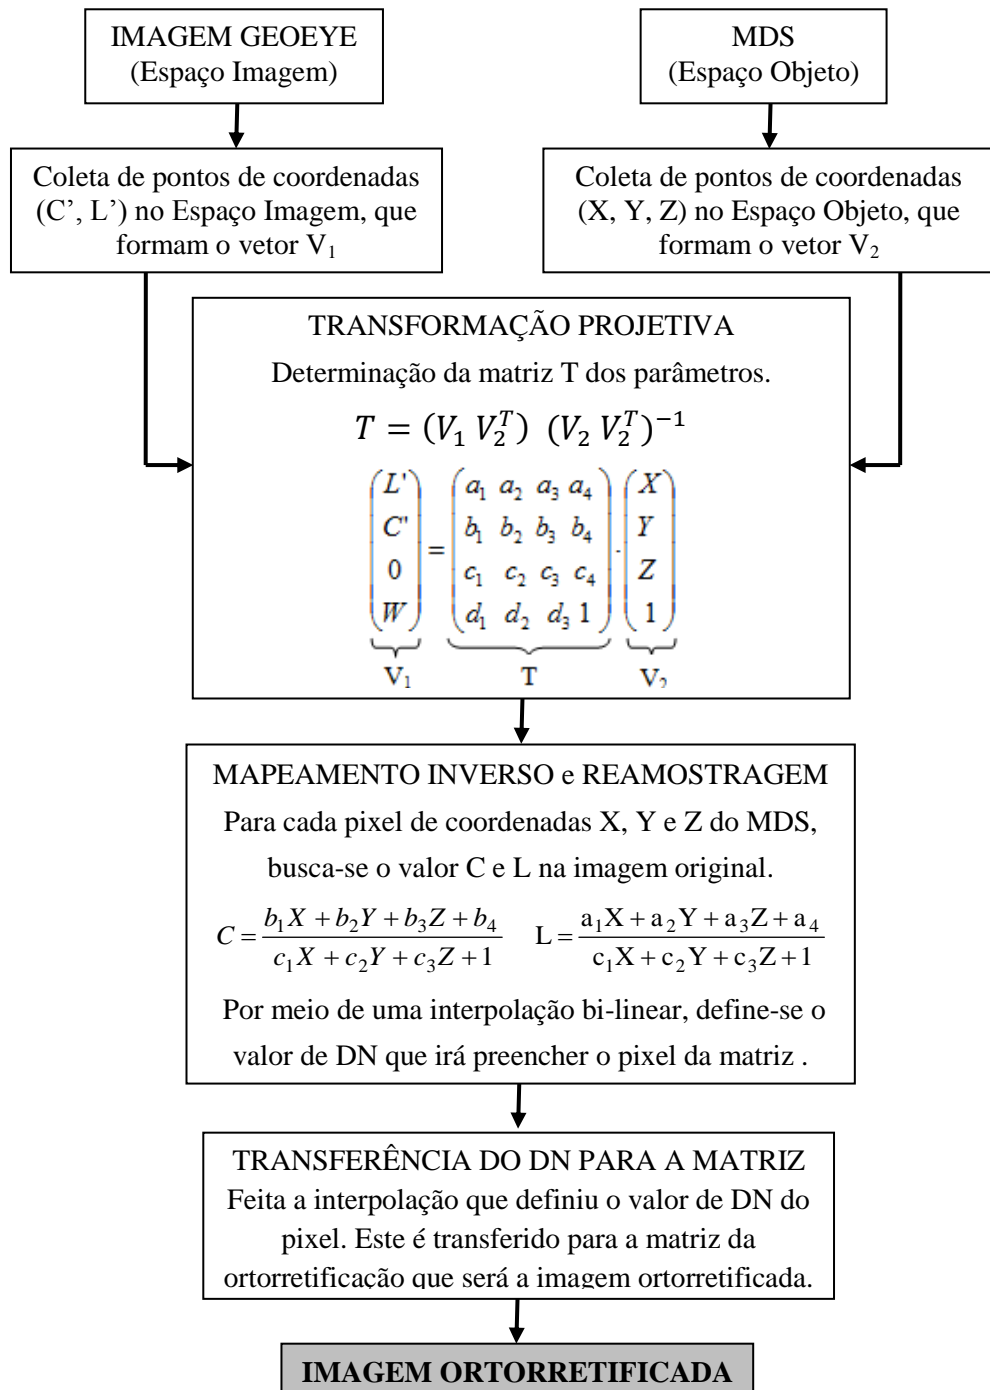 IMAGEM GEOEYE
(Espaço Imagem)
MDS
(Espaço Objeto)
Coleta de pontos de coordenadas
(C’, L’) no Espaço Imagem, que
formam o vetor V₁
Coleta de pontos de coordenadas
(X, Y, Z) no Espaço Objeto, que
formam o vetor V₂
TRANSFORMAÇÃO PROJETIVA
Determinação da matriz T dos parâmetros.
T = (V₁ V₂ᵀ) (V₂ V₂ᵀ)⁻¹
(L') (a₁ a₂ a₃ a₄) (X)
(C') (b₁ b₂ b₃ b₄) (Y)
(0) = (c₁ c₂ c₃ c₄) . (Z)
(W) (d₁ d₂ d₃ 1) (1)
V₁ T V₂
MAPEAMENTO INVERSO e REAMOSTRAGEM
Para cada pixel de coordenadas X, Y e Z do MDS,
busca-se o valor C e L na imagem original.
C = (b₁X + b₂Y + b₃Z + b₄) / (c₁X + c₂Y + c₃Z + 1) L = (a₁X + a₂Y + a₃Z + a₄) / (c₁X + c₂Y + c₃Z + 1)
Por meio de uma interpolação bi-linear, define-se o
valor de DN que irá preencher o pixel da matriz .
TRANSFERÊNCIA DO DN PARA A MATRIZ
Feita a interpolação que definiu o valor de DN do
pixel. Este é transferido para a matriz da
ortorretificação que será a imagem ortorretificada.
IMAGEM ORTORRETIFICADA